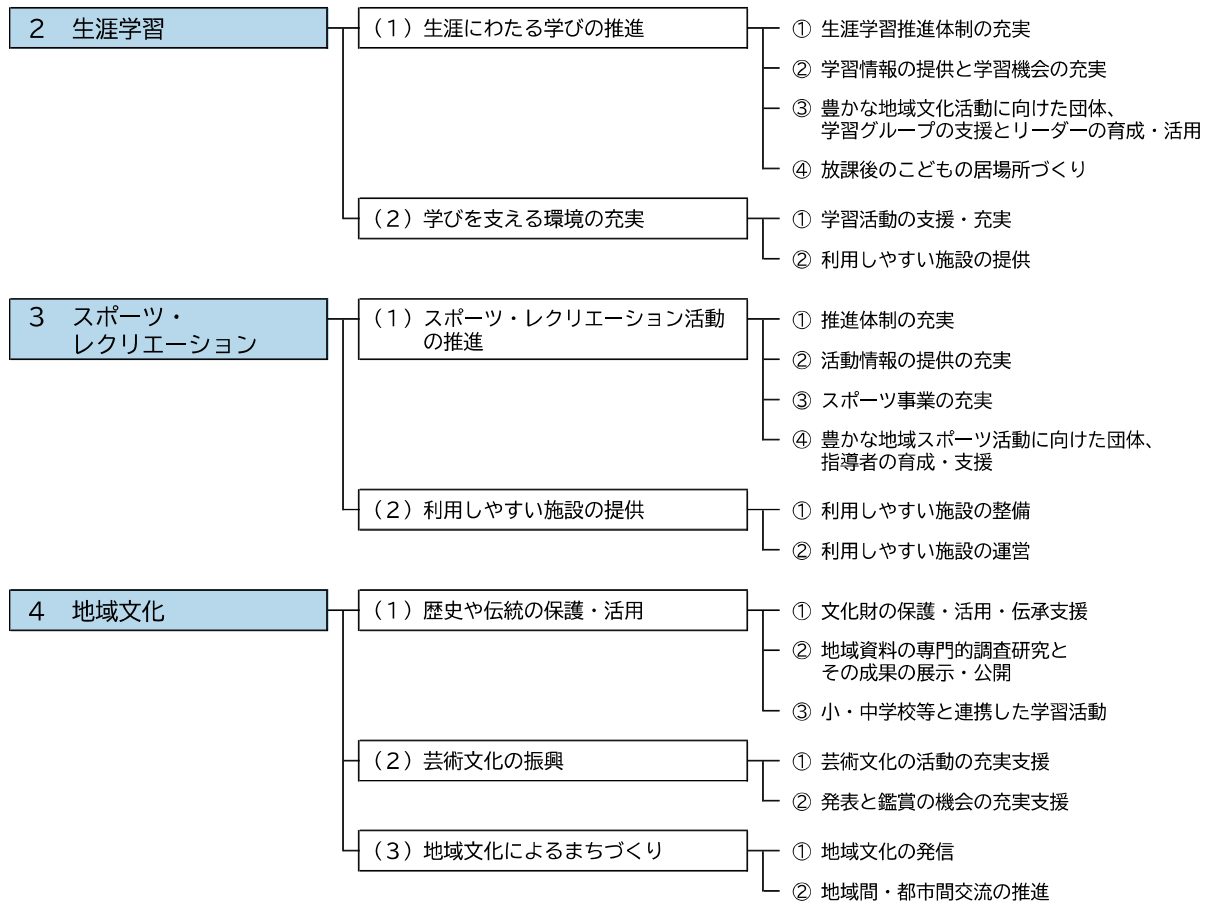 2 生涯学習
(1)生涯にわたる学びの推進
① 生涯学習推進体制の充実
② 学習情報の提供と学習機会の充実
③ 豊かな地域文化活動に向けた団体、
学習グループの支援とリーダーの育成・活用
④ 放課後のこどもの居場所づくり
(2)学びを支える環境の充実
① 学習活動の支援・充実
② 利用しやすい施設の提供
3 スポーツ・
レクリエーション
(1)スポーツ・レクリエーション活動
の推進
① 推進体制の充実
② 活動情報の提供の充実
③ スポーツ事業の充実
④ 豊かな地域スポーツ活動に向けた団体、
指導者の育成・支援
(2)利用しやすい施設の提供
① 利用しやすい施設の整備
② 利用しやすい施設の運営
4 地域文化
(1)歴史や伝統の保護・活用
① 文化財の保護・活用・伝承支援
② 地域資料の専門的調査研究と
その成果の展示・公開
③ 小・中学校等と連携した学習活動
(2)芸術文化の振興
① 芸術文化の活動の充実支援
② 発表と鑑賞の機会の充実支援
(3)地域文化によるまちづくり
① 地域文化の発信
② 地域間・都市間交流の推進